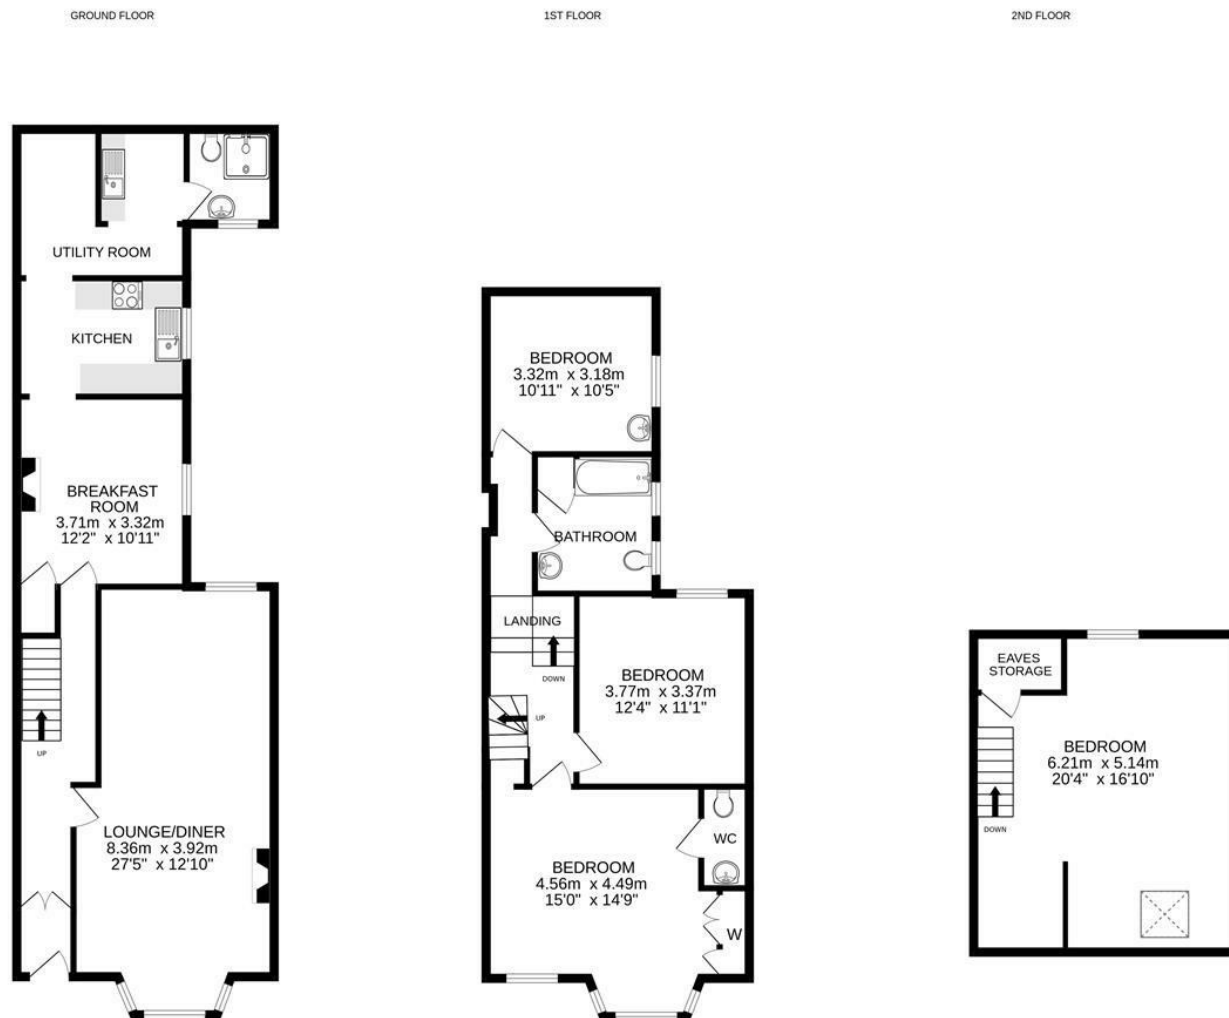 GROUND FLOOR
1ST FLOOR
2ND FLOOR
UTILITY ROOM
KITCHEN
BREAKFAST
ROOM
3.71m x 3.32m
12'2" x 10'11"
UP
LOUNGE/DINER
8.36m x 3.92m
27'5" x 12'10"
BEDROOM
3.32m x 3.18m
10'11" x 10'5"
BATHROOM
LANDING
DOWN
BEDROOM
3.77m x 3.37m
12'4" x 11'1"
UP
WC
BEDROOM
4.56m x 4.49m
15'0" x 14'9"
W
EAVES
STORAGE
BEDROOM
6.21m x 5.14m
20'4" x 16'10"
DOWN